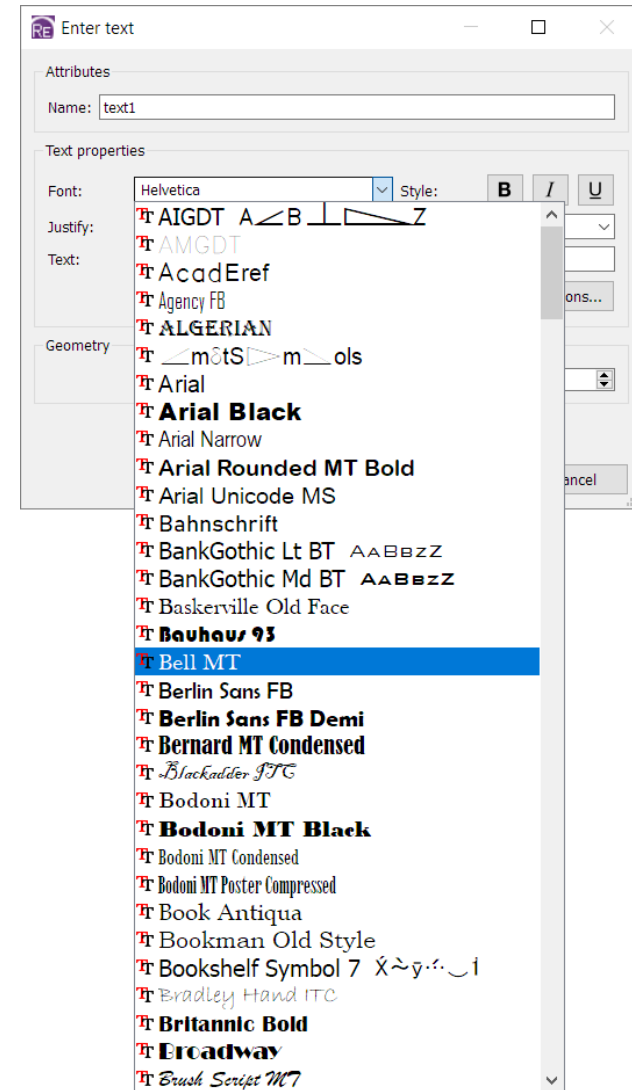 RE Enter text
Attributes
Name: text1
Text properties
Font: Helvetica Style: B I U
Justify:
Text:
ons...
Geometry
ancel
AIGDT A B Z
AMGDT
AcadEref
Agency FB
ALGERIAN
mδtS m ols
Arial
Arial Black
Arial Narrow
Arial Rounded MT Bold
Arial Unicode MS
Bahnschrift
BankGothic Lt BT AaBbzZ
BankGothic Md BT AaBbzZ
Baskerville Old Face
Bauhaus 93
Bell MT
Berlin Sans FB
Berlin Sans FB Demi
Bernard MT Condensed
Blackadder ITC
Bodoni MT
Bodoni MT Black
Bodoni MT Condensed
Bodoni MT Poster Compressed
Book Antiqua
Bookman Old Style
Bookshelf Symbol 7
Bradley Hand ITC
Britannic Bold
Broadway
Brush Script MT